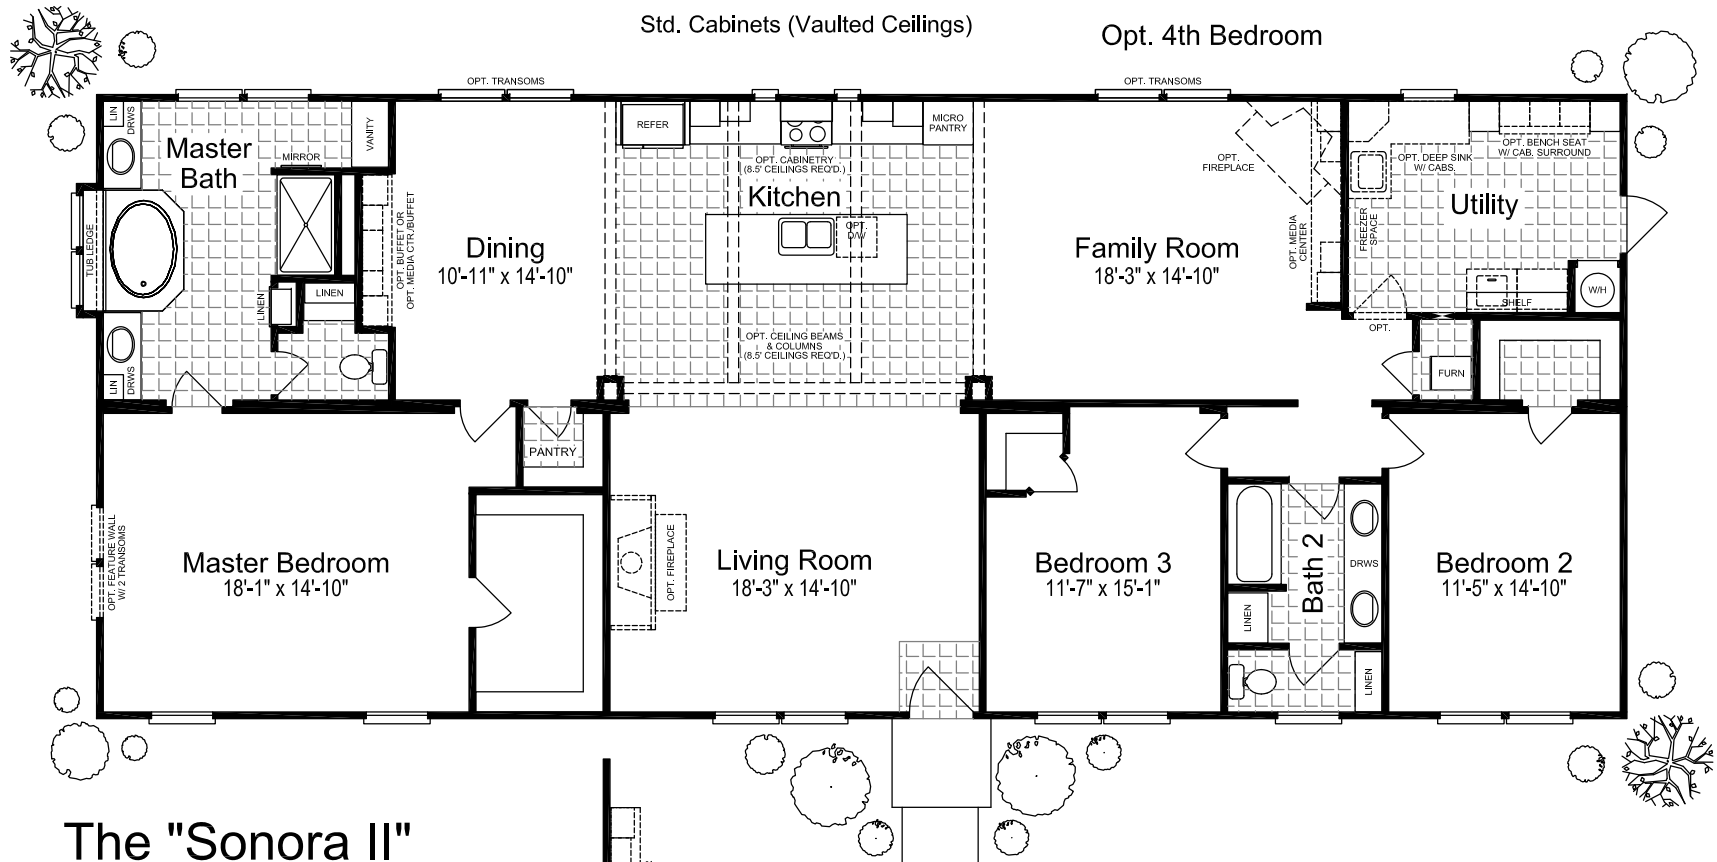 Std. Cabinets (Vaulted Ceilings)
Opt. 4th Bedroom
OPT. TRANSOMS
OPT. TRANSOMS
LIN
DRWS
VANITY
Master
Bath
MIRROR
REFER
MICRO
PANTRY
OPT. CABINETRY
(8.5' CEILINGS REQ'D.)
Kitchen
OPT.
D/W
OPT.
FIREPLACE
OPT. DEEP SINK
W/ CABS.
OPT. BENCH SEAT
W/ CAB. SURROUND
Utility
FREEZER
SPACE
TUB LEDGE
OPT. BUFFET OR
OPT. MEDIA CTR./BUFFET
Dining
10'-11" x 14'-10"
Family Room
18'-3" x 14'-10"
OPT. MEDIA
CENTER
LINEN
LINEN
SHELF
W/H
OPT.
OPT. CEILING BEAMS
& COLUMNS
(8.5' CEILINGS REQ'D.)
LIN
DRWS
FURN
PANTRY
OPT. FEATURE WALL
W/ 2 TRANSOMS
Master Bedroom
18'-1" x 14'-10"
OPT. FIREPLACE
Living Room
18'-3" x 14'-10"
Bedroom 3
11'-7" x 15'-1"
Bath 2
DRWS
LINEN
LINEN
Bedroom 2
11'-5" x 14'-10"
The "Sonora II"